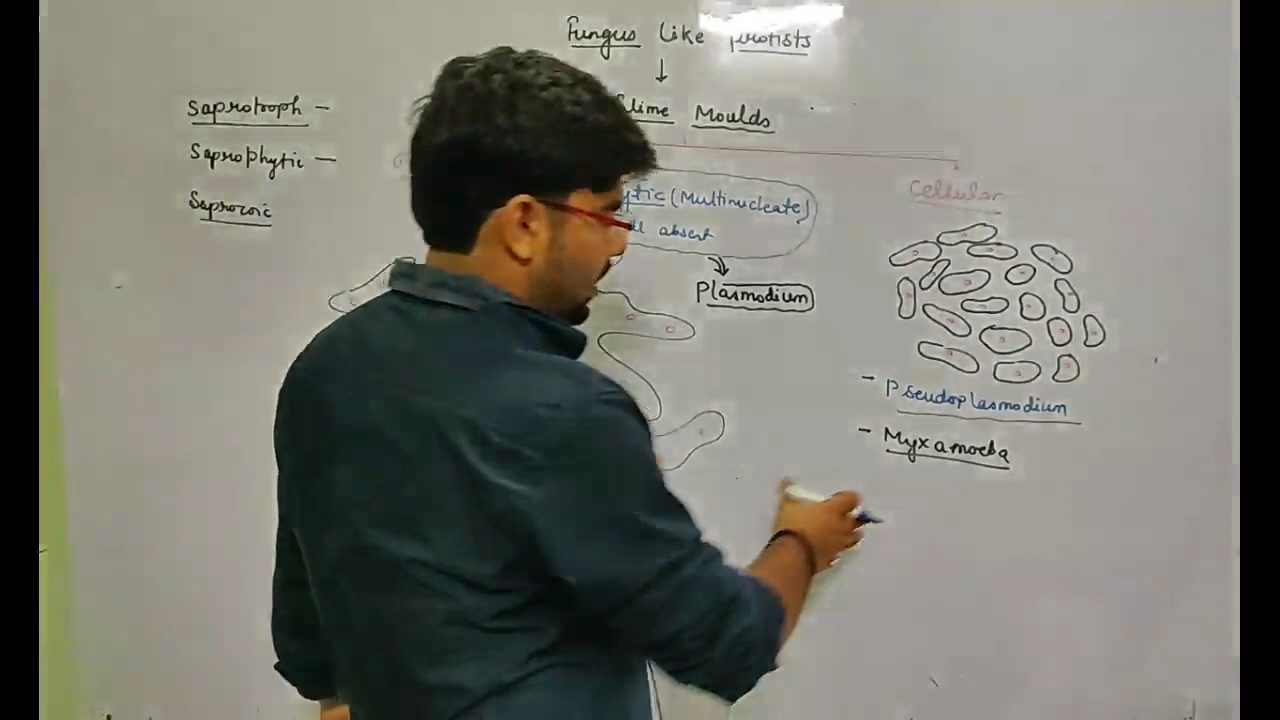 Fungus like protists
↓
Slime Moulds
Saprotroph -
Saprophytic -
Saprozoic
ytic (Multinucleate)
absent
Plasmodium
Cellular
- Pseudoplasmodium
- Myxamoeba